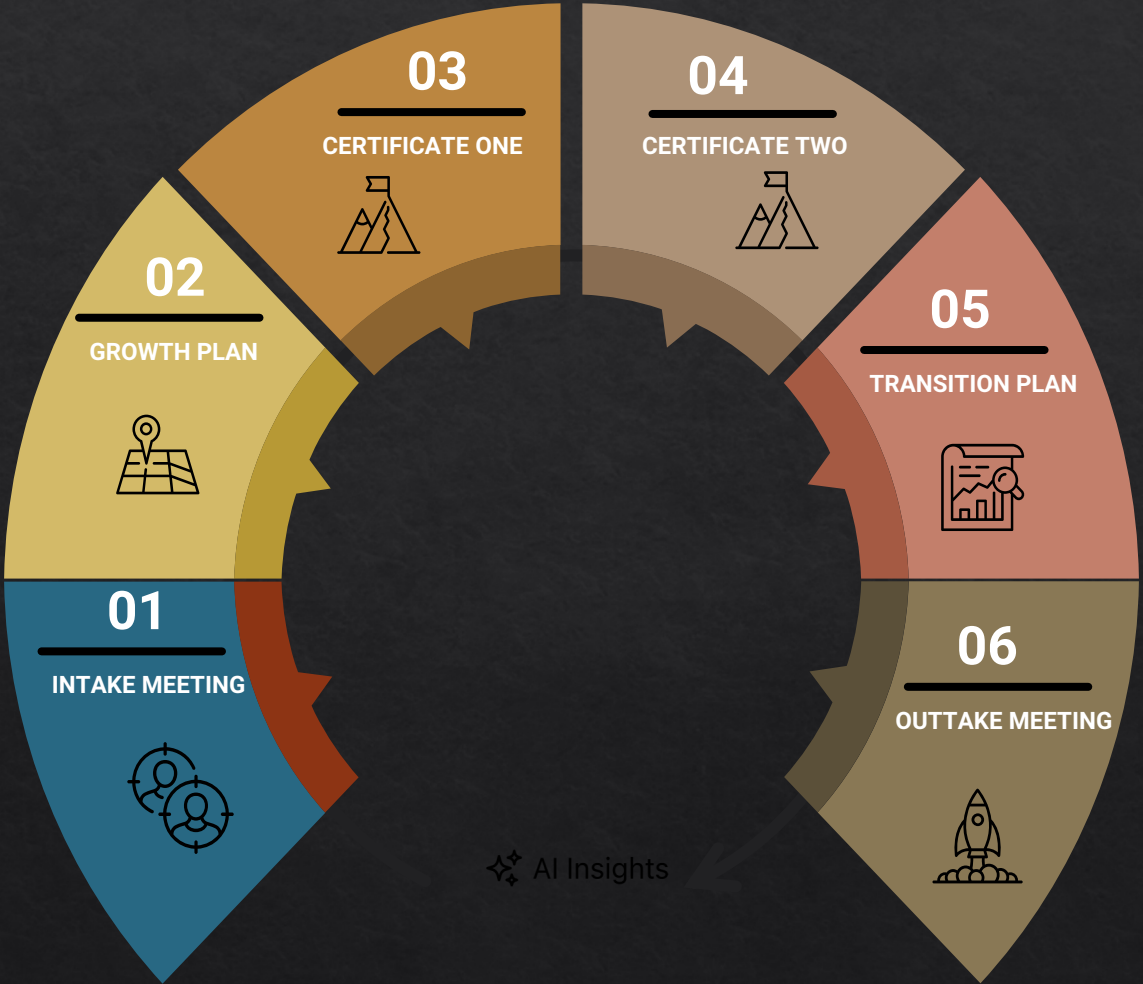 01
INTAKE MEETING
02
GROWTH PLAN
03
CERTIFICATE ONE
04
CERTIFICATE TWO
05
TRANSITION PLAN
06
OUTTAKE MEETING
AI Insights